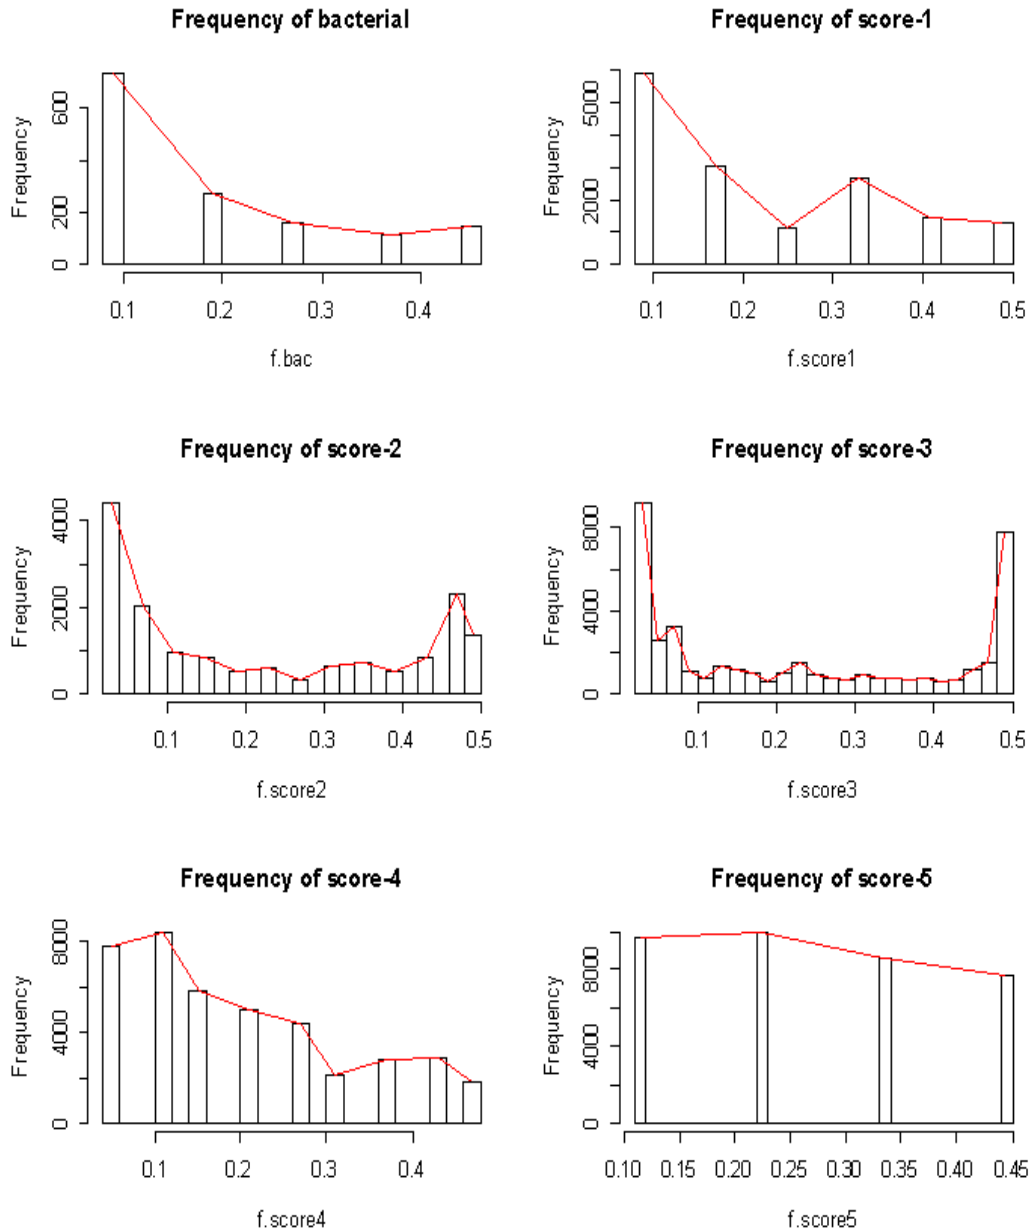 Frequency of bacterial
Frequency
600
200
0
0.1 0.2 0.3 0.4
f.bac
Frequency of score-1
Frequency
5000
2000
0
0.1 0.2 0.3 0.4 0.5
f.score1
Frequency of score-2
Frequency
4000
2000
0
0.1 0.2 0.3 0.4 0.5
f.score2
Frequency of score-3
Frequency
8000
4000
0
0.1 0.2 0.3 0.4 0.5
f.score3
Frequency of score-4
Frequency
8000
4000
0
0.1 0.2 0.3 0.4
f.score4
Frequency of score-5
Frequency
8000
4000
0
0.10 0.15 0.20 0.25 0.30 0.35 0.40 0.45
f.score5